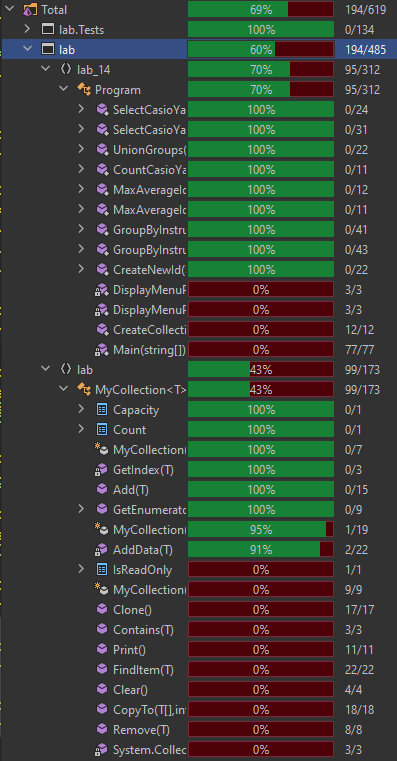 Total 69% 194/619
lab.Tests 100% 0/134
lab 60% 194/485
lab_14 70% 95/312
Program 70% 95/312
SelectCasioYa 100% 0/24
SelectCasioYa 100% 0/31
UnionGroups( 100% 0/22
CountCasioYa 100% 0/11
MaxAverageId 100% 0/12
MaxAverageId 100% 0/11
GroupByInstru 100% 0/41
GroupByInstru 100% 0/43
CreateNewId( 100% 0/22
DisplayMenuF 0% 3/3
DisplayMenuF 0% 3/3
CreateCollecti 0% 12/12
Main(string[]) 0% 77/77
lab 43% 99/173
MyCollection<T> 43% 99/173
Capacity 100% 0/1
Count 100% 0/1
MyCollection( 100% 0/7
GetIndex(T) 100% 0/3
Add(T) 100% 0/15
GetEnumerato 100% 0/9
MyCollection( 95% 1/19
AddData(T) 91% 2/22
IsReadOnly 0% 1/1
MyCollection( 0% 9/9
Clone() 0% 17/17
Contains(T) 0% 3/3
Print() 0% 11/11
FindItem(T) 0% 22/22
Clear() 0% 4/4
CopyTo(T[],int 0% 18/18
Remove(T) 0% 8/8
System.Collec 0% 3/3